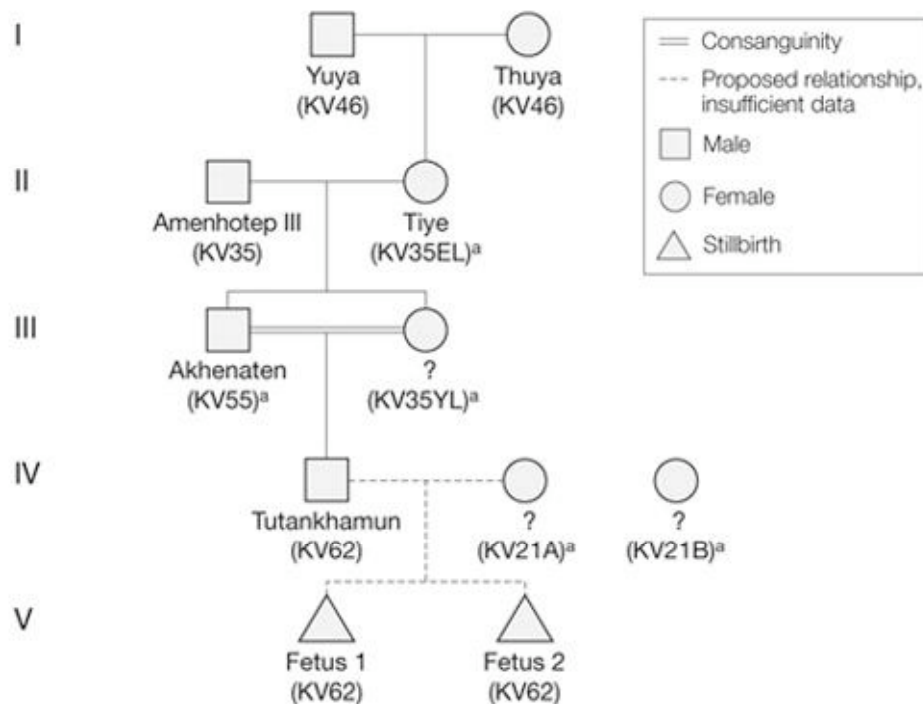 I
Yuya
(KV46)
Thuya
(KV46)
Consanguinity
Proposed relationship,
insufficient data
Male
Female
Stillbirth
II
Amenhotep III
(KV35)
Tiye
(KV35EL)ᵃ
III
Akhenaten
(KV55)ᵃ
?
(KV35YL)ᵃ
IV
Tutankhamun
(KV62)
?
(KV21A)ᵃ
?
(KV21B)ᵃ
V
Fetus 1
(KV62)
Fetus 2
(KV62)